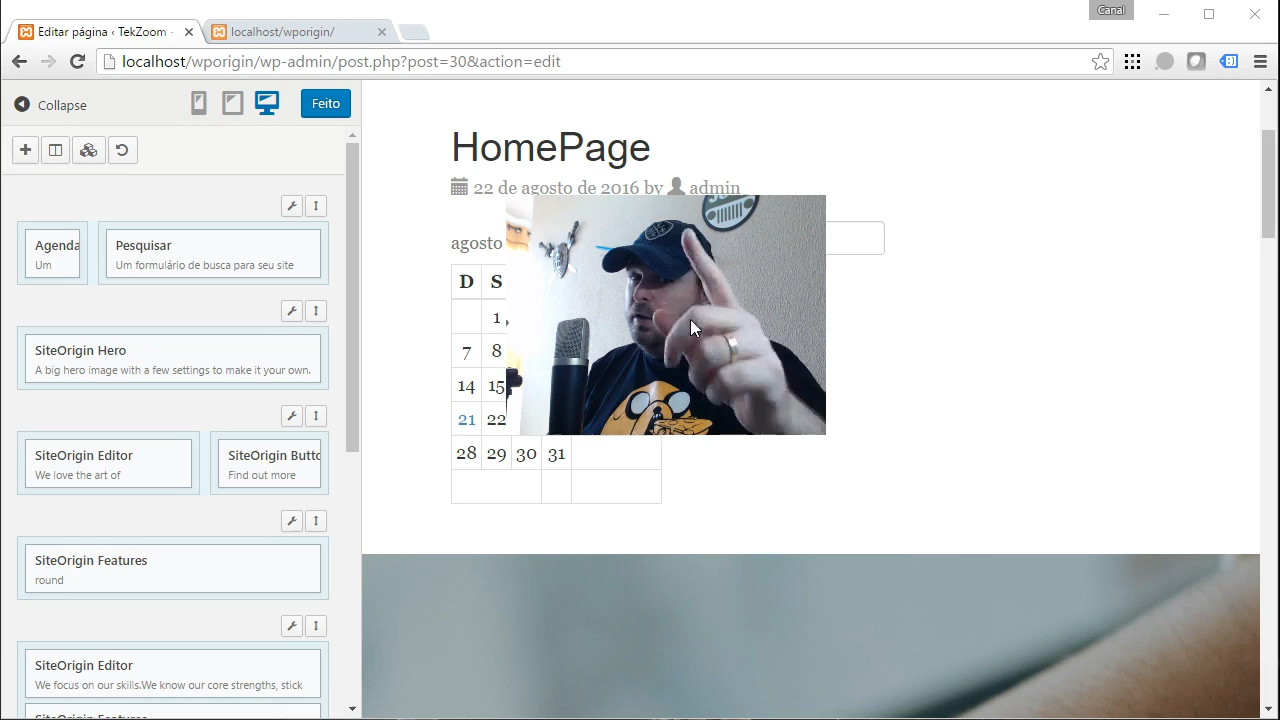 Canal
Editar página ‹ TekZoom -
localhost/wporigin/
localhost/wporigin/wp-admin/post.php?post=30&action=edit
Collapse
Feito
Agenda
Um
Pesquisar
Um formulário de busca para seu site
SiteOrigin Hero
A big hero image with a few settings to make it your own.
SiteOrigin Editor
We love the art of
SiteOrigin Butto
Find out more
SiteOrigin Features
round
SiteOrigin Editor
We focus on our skills.We know our core strengths, stick
SiteOrigin Features
HomePage
22 de agosto de 2016 by admin
agosto
D S
1
7 8
14 15
21 22
28 29 30 31